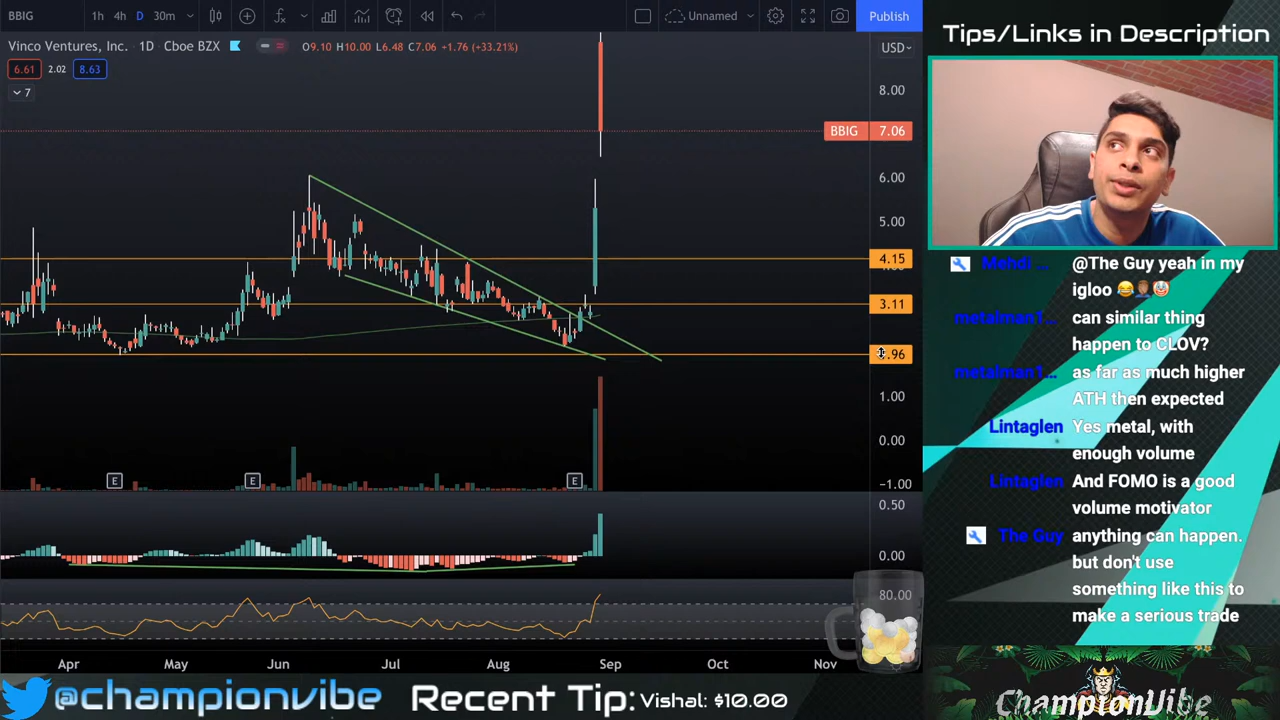 BBIG
1h 4h D 30m
Unnamed
Publish
Tips/Links in Description
Vinco Ventures, Inc. · 1D · Cboe BZX
O9.10 H10.00 L6.48 C7.06 +1.76 (+33.21%)
USD
6.61 2.02 8.63
7
8.00
BBIG 7.06
6.00
5.00
4.15
3.11
.96
1.00
0.00
-1.00
E E E
0.50
0.00
80.00
Apr May Jun Jul Aug Sep Oct Nov
Mehdi ... @The Guy yeah in my
igloo 😂🤦🏽‍♂️🤡
metalman1... can similar thing
happen to CLOV?
metalman1... as far as much higher
ATH then expected
Lintaglen Yes metal, with
enough volume
Lintaglen And FOMO is a good
volume motivator
The Guy anything can happen.
but don't use
something like this to
make a serious trade
@championvibe Recent Tip: Vishal: $10.00
ChampionVibe